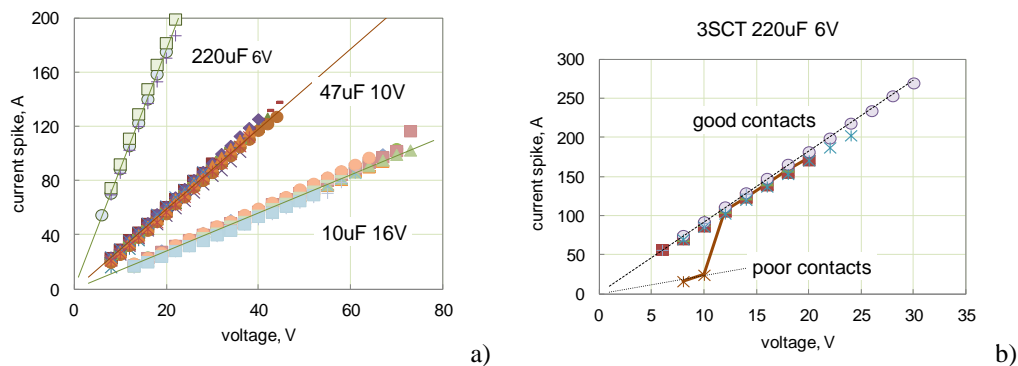 200
160
120
80
40
0
0
20
40
60
80
current spike, A
voltage, V
220uF 6V
47uF 10V
10uF 16V
a)
3SCT 220uF 6V
300
250
200
150
100
50
0
0
5
10
15
20
25
30
35
current spike, A
voltage, V
good contacts
poor contacts
b)